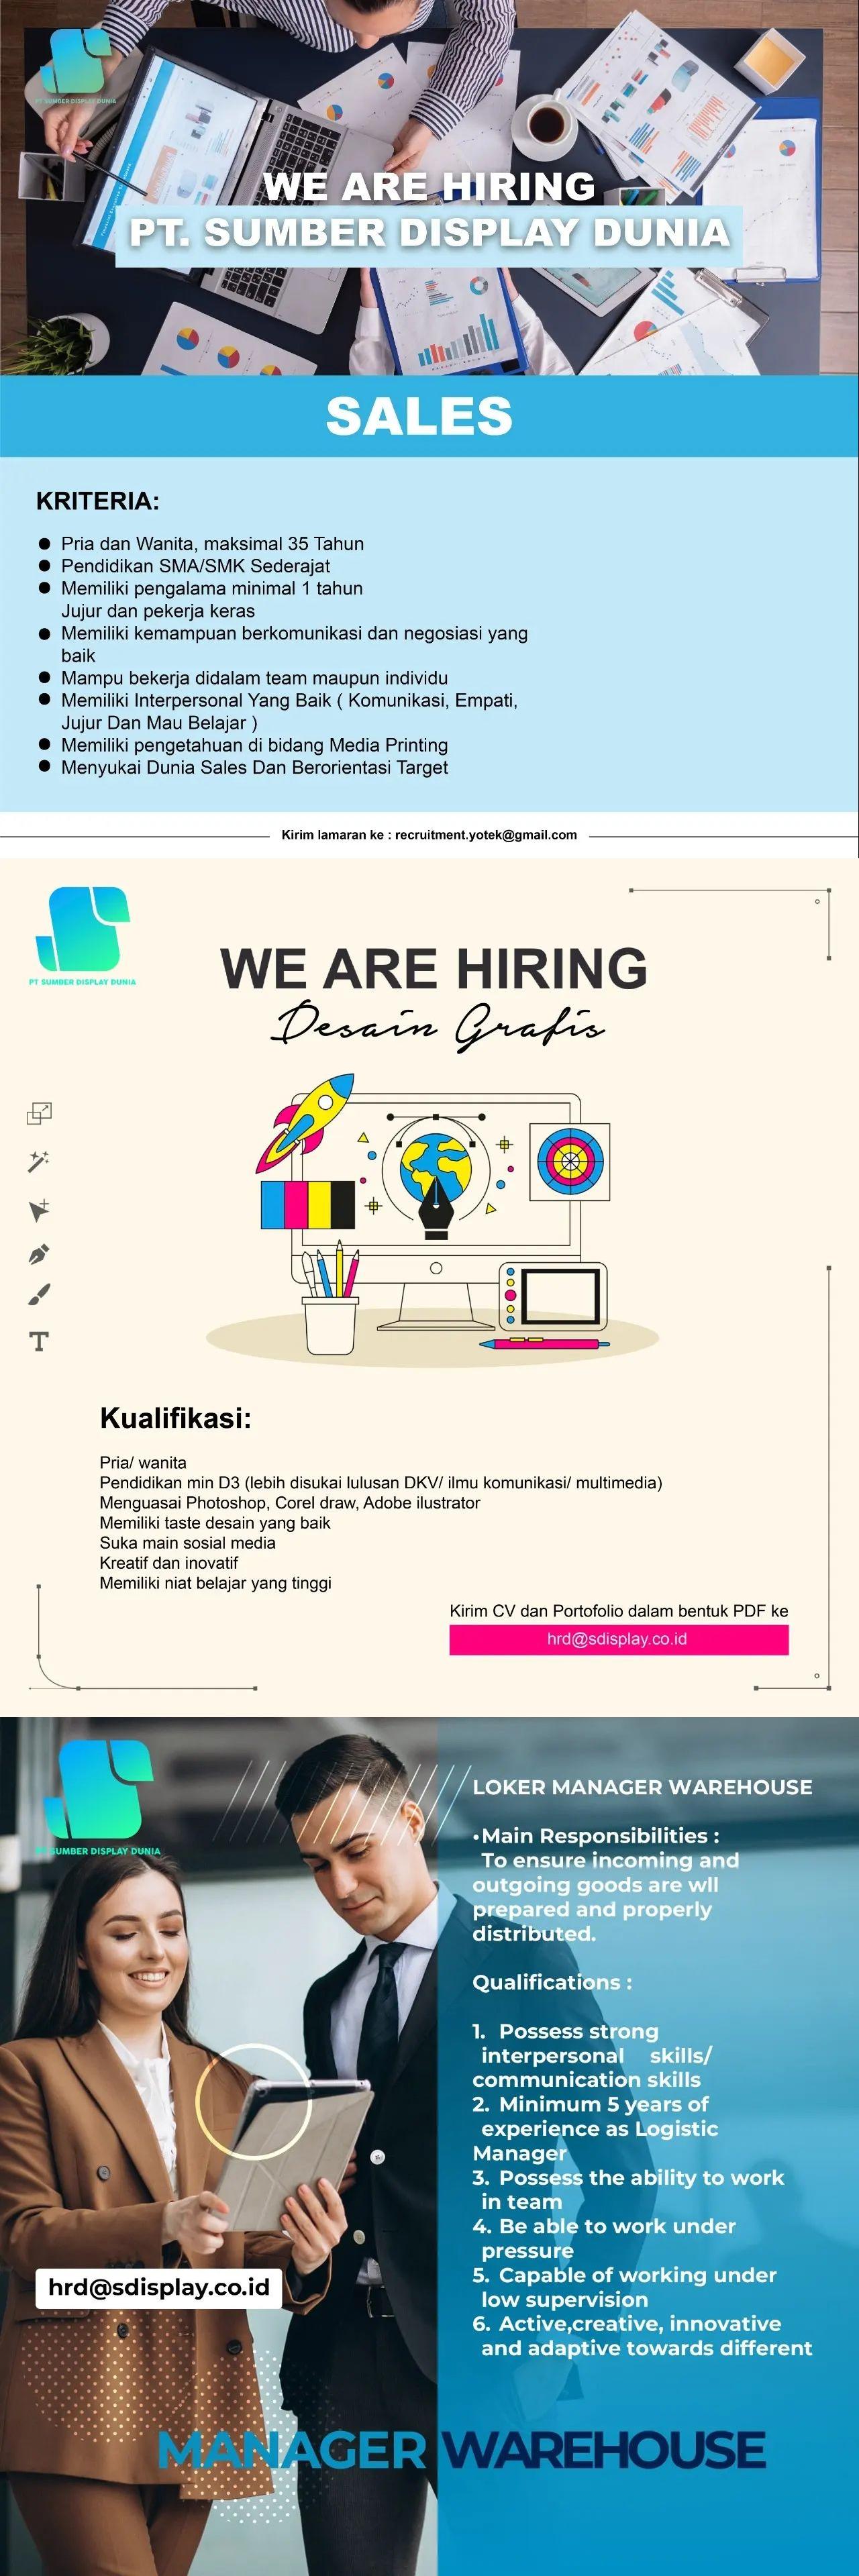 PT SUMBER DISPLAY DUNIA
WE ARE HIRING
PT. SUMBER DISPLAY DUNIA
SALES
KRITERIA:
● Pria dan Wanita, maksimal 35 Tahun
● Pendidikan SMA/SMK Sederajat
● Memiliki pengalama minimal 1 tahun
Jujur dan pekerja keras
● Memiliki kemampuan berkomunikasi dan negosiasi yang
baik
● Mampu bekerja didalam team maupun individu
● Memiliki Interpersonal Yang Baik ( Komunikasi, Empati,
Jujur Dan Mau Belajar )
● Memiliki pengetahuan di bidang Media Printing
● Menyukai Dunia Sales Dan Berorientasi Target
Kirim lamaran ke : recruitment.yotek@gmail.com
PT SUMBER DISPLAY DUNIA
WE ARE HIRING
Desain Grafis
T
Kualifikasi:
Pria/ wanita
Pendidikan min D3 (lebih disukai lulusan DKV/ ilmu komunikasi/ multimedia)
Menguasai Photoshop, Corel draw, Adobe ilustrator
Memiliki taste desain yang baik
Suka main sosial media
Kreatif dan inovatif
Memiliki niat belajar yang tinggi
Kirim CV dan Portofolio dalam bentuk PDF ke
hrd@sdisplay.co.id
PT SUMBER DISPLAY DUNIA
LOKER MANAGER WAREHOUSE
•Main Responsibilities :
To ensure incoming and
outgoing goods are wll
prepared and properly
distributed.
Qualifications :
1. Possess strong
interpersonal skills/
communication skills
2. Minimum 5 years of
experience as Logistic
Manager
3. Possess the ability to work
in team
4. Be able to work under
pressure
5. Capable of working under
low supervision
6. Active,creative, innovative
and adaptive towards different
hrd@sdisplay.co.id
MANAGER WAREHOUSE